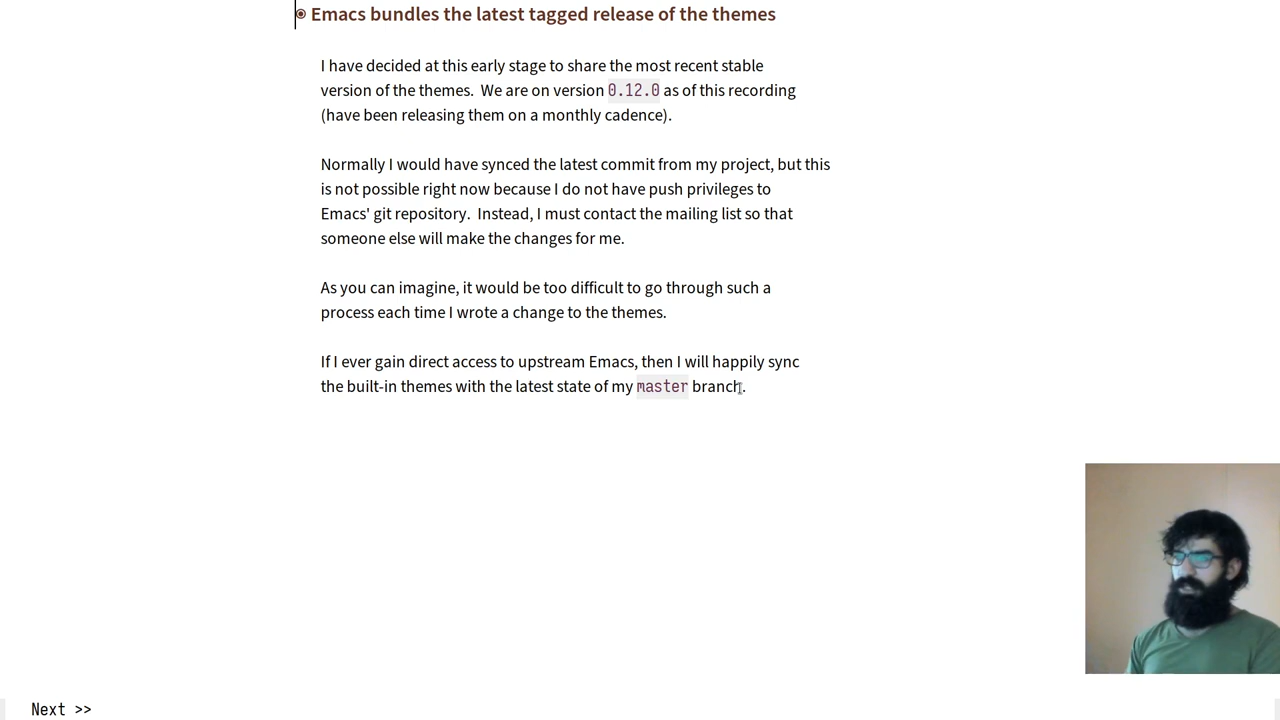 Emacs bundles the latest tagged release of the themes
I have decided at this early stage to share the most recent stable
version of the themes.  We are on version 0.12.0 as of this recording
(have been releasing them on a monthly cadence).
Normally I would have synced the latest commit from my project, but this
is not possible right now because I do not have push privileges to
Emacs' git repository.  Instead, I must contact the mailing list so that
someone else will make the changes for me.
As you can imagine, it would be too difficult to go through such a
process each time I wrote a change to the themes.
If I ever gain direct access to upstream Emacs, then I will happily sync
the built-in themes with the latest state of my master branch.
Next >>